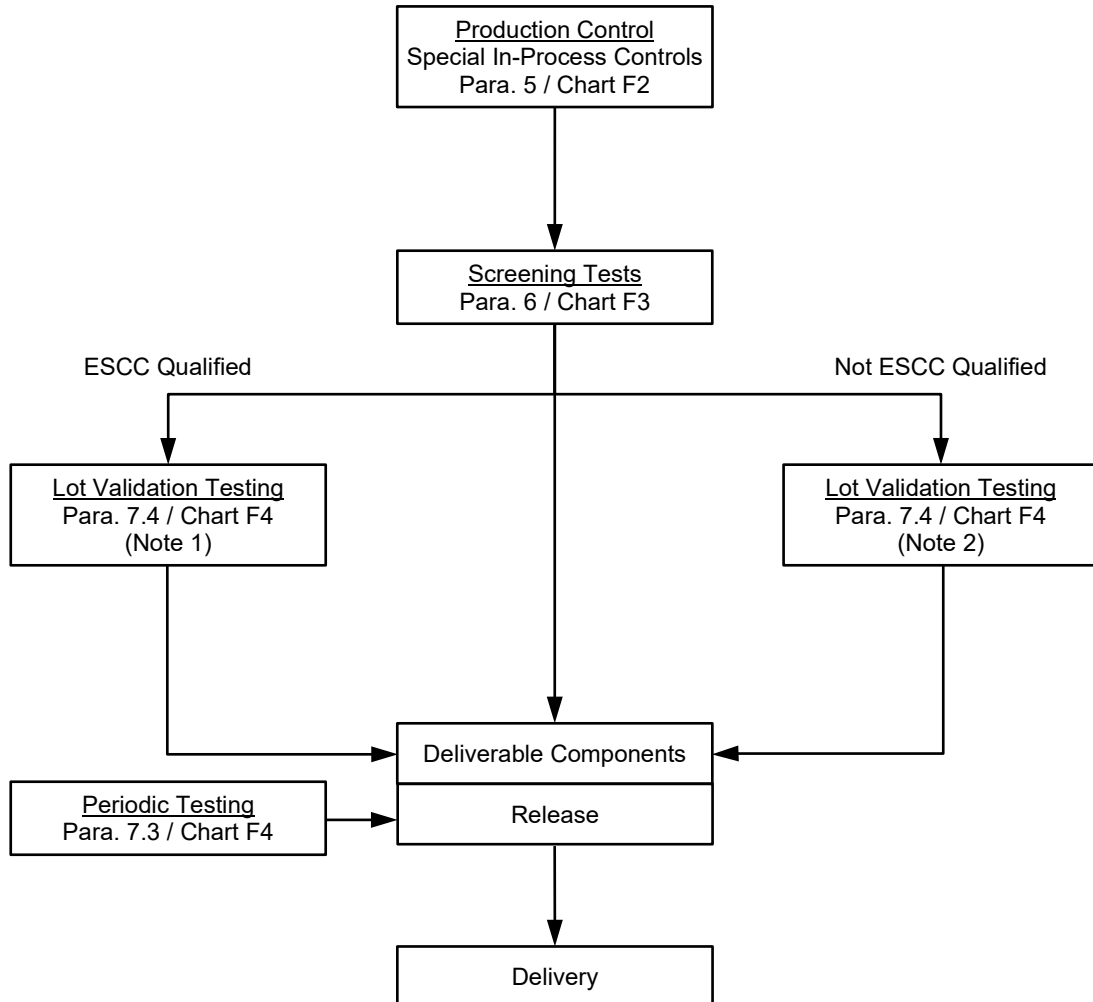 Production Control
Special In-Process Controls
Para. 5 / Chart F2
Screening Tests
Para. 6 / Chart F3
ESCC Qualified
Not ESCC Qualified
Lot Validation Testing
Para. 7.4 / Chart F4
(Note 1)
Lot Validation Testing
Para. 7.4 / Chart F4
(Note 2)
Deliverable Components
Periodic Testing
Para. 7.3 / Chart F4
Release
Delivery